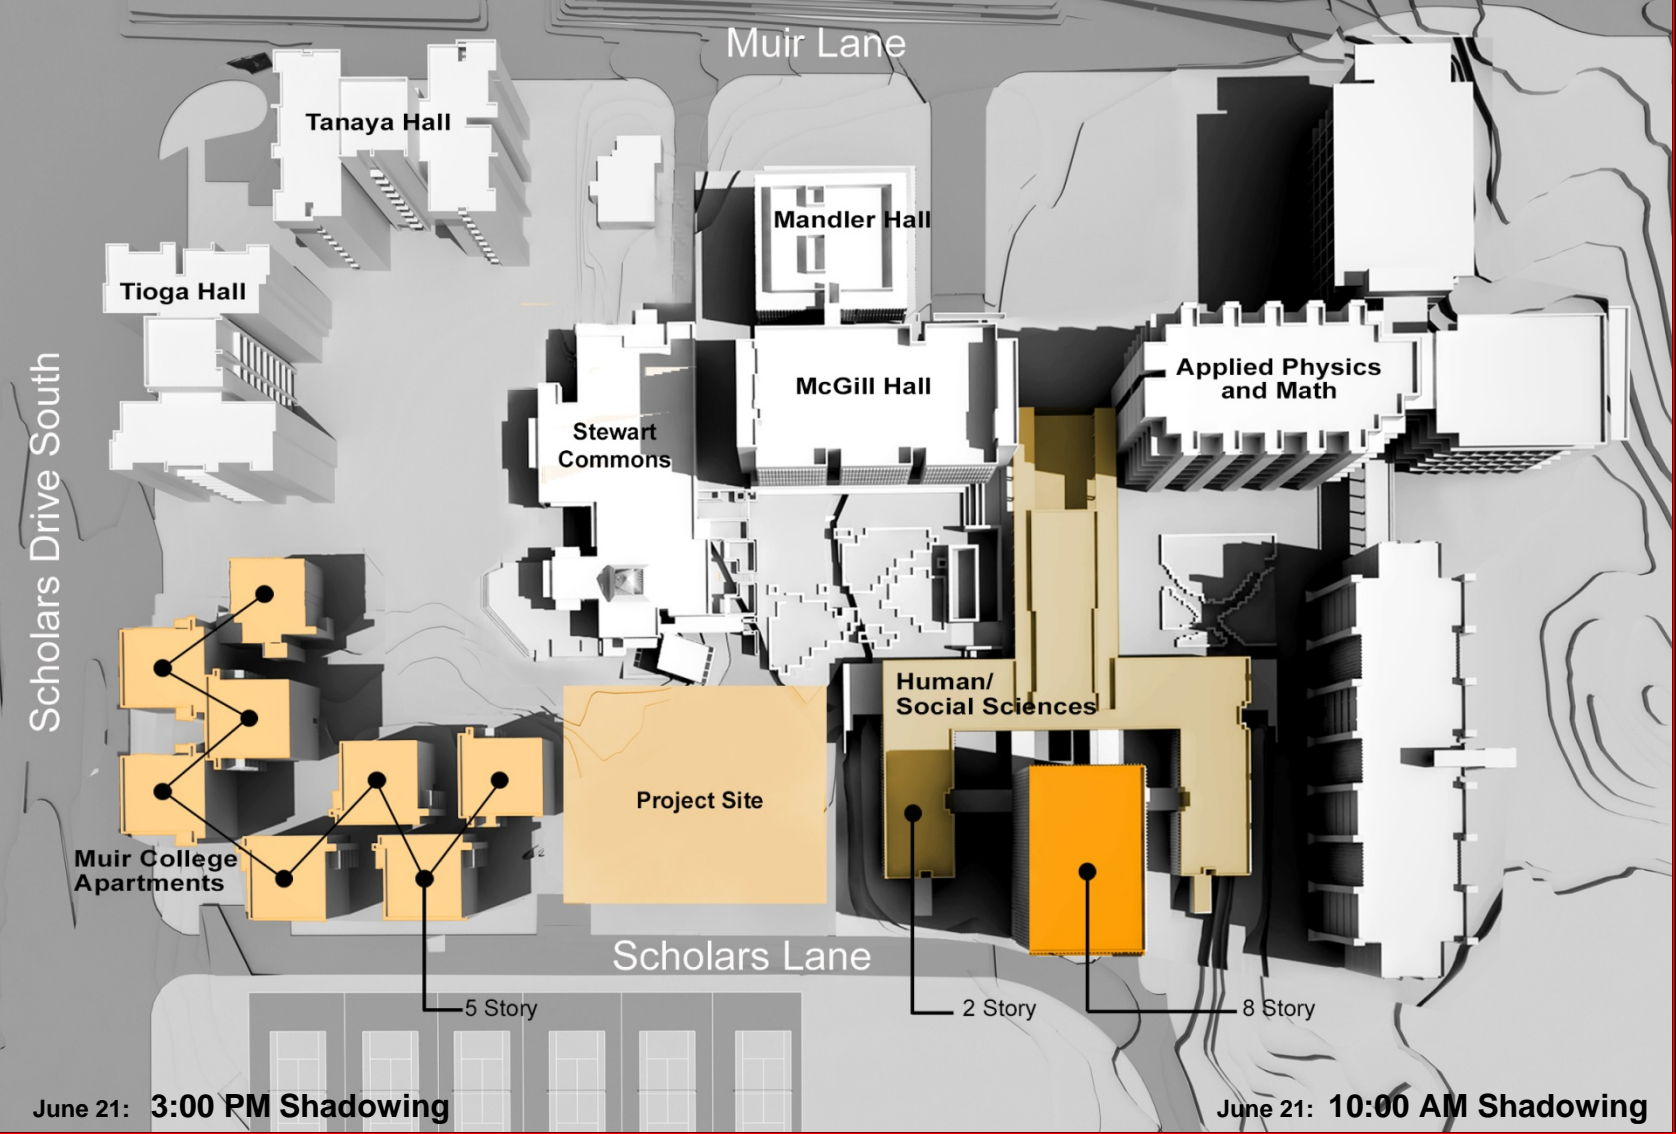 Muir Lane
Tanaya Hall
Mandler Hall
Tioga Hall
McGill Hall
Applied Physics
and Math
Stewart
Commons
Scholars Drive South
Human/
Social Sciences
Project Site
Muir College
Apartments
Scholars Lane
5 Story
2 Story
8 Story
June 21: 3:00 PM Shadowing
June 21: 10:00 AM Shadowing